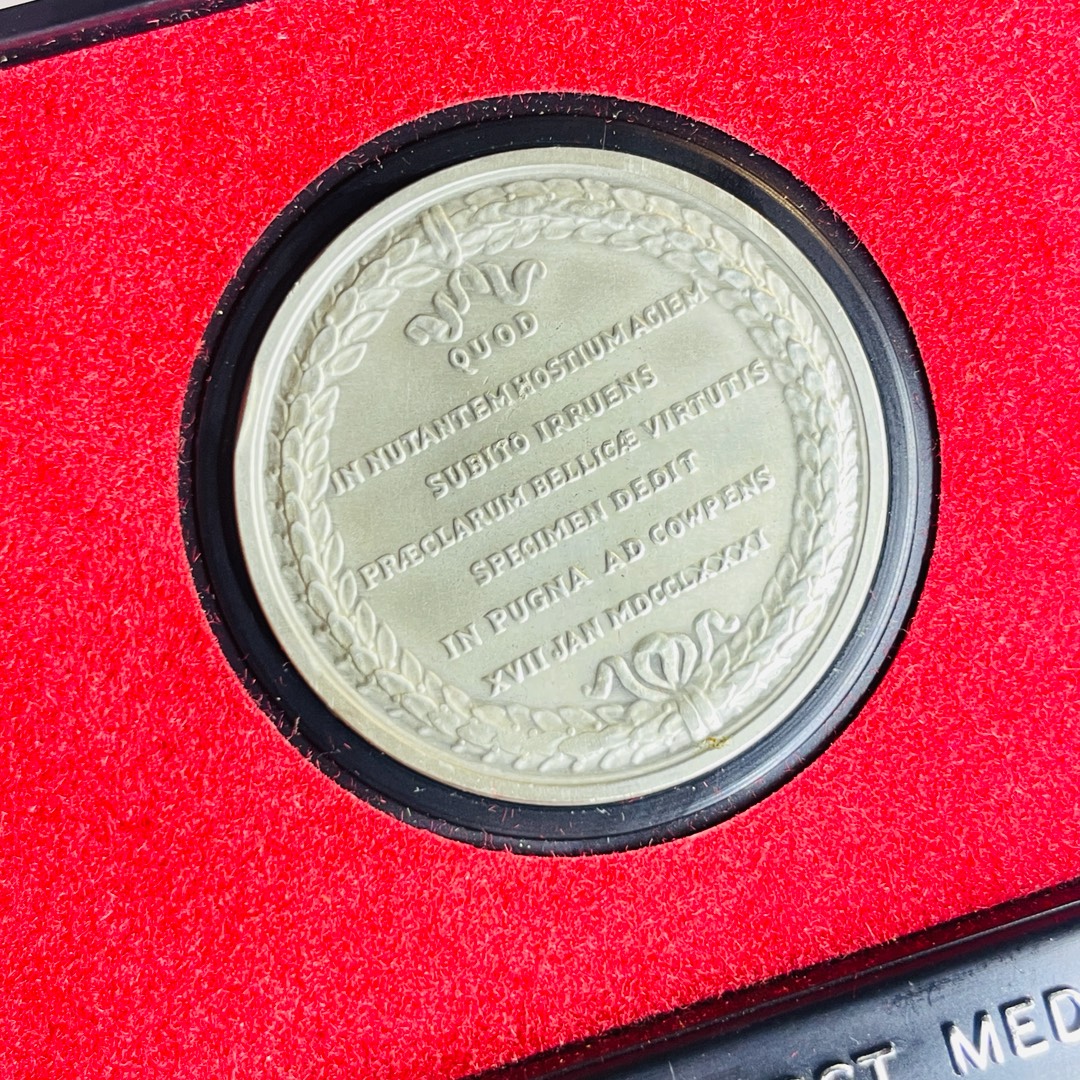 QUOD
IN NUTANTEM HOSTIUM ACIEM
SUBITO IRRUENS
PRÆCLARUM BELLICÆ VIRTUTIS
SPECIMEN DEDIT
IN PUGNA AD COWPENS
XVII JAN MDCCLXXXI